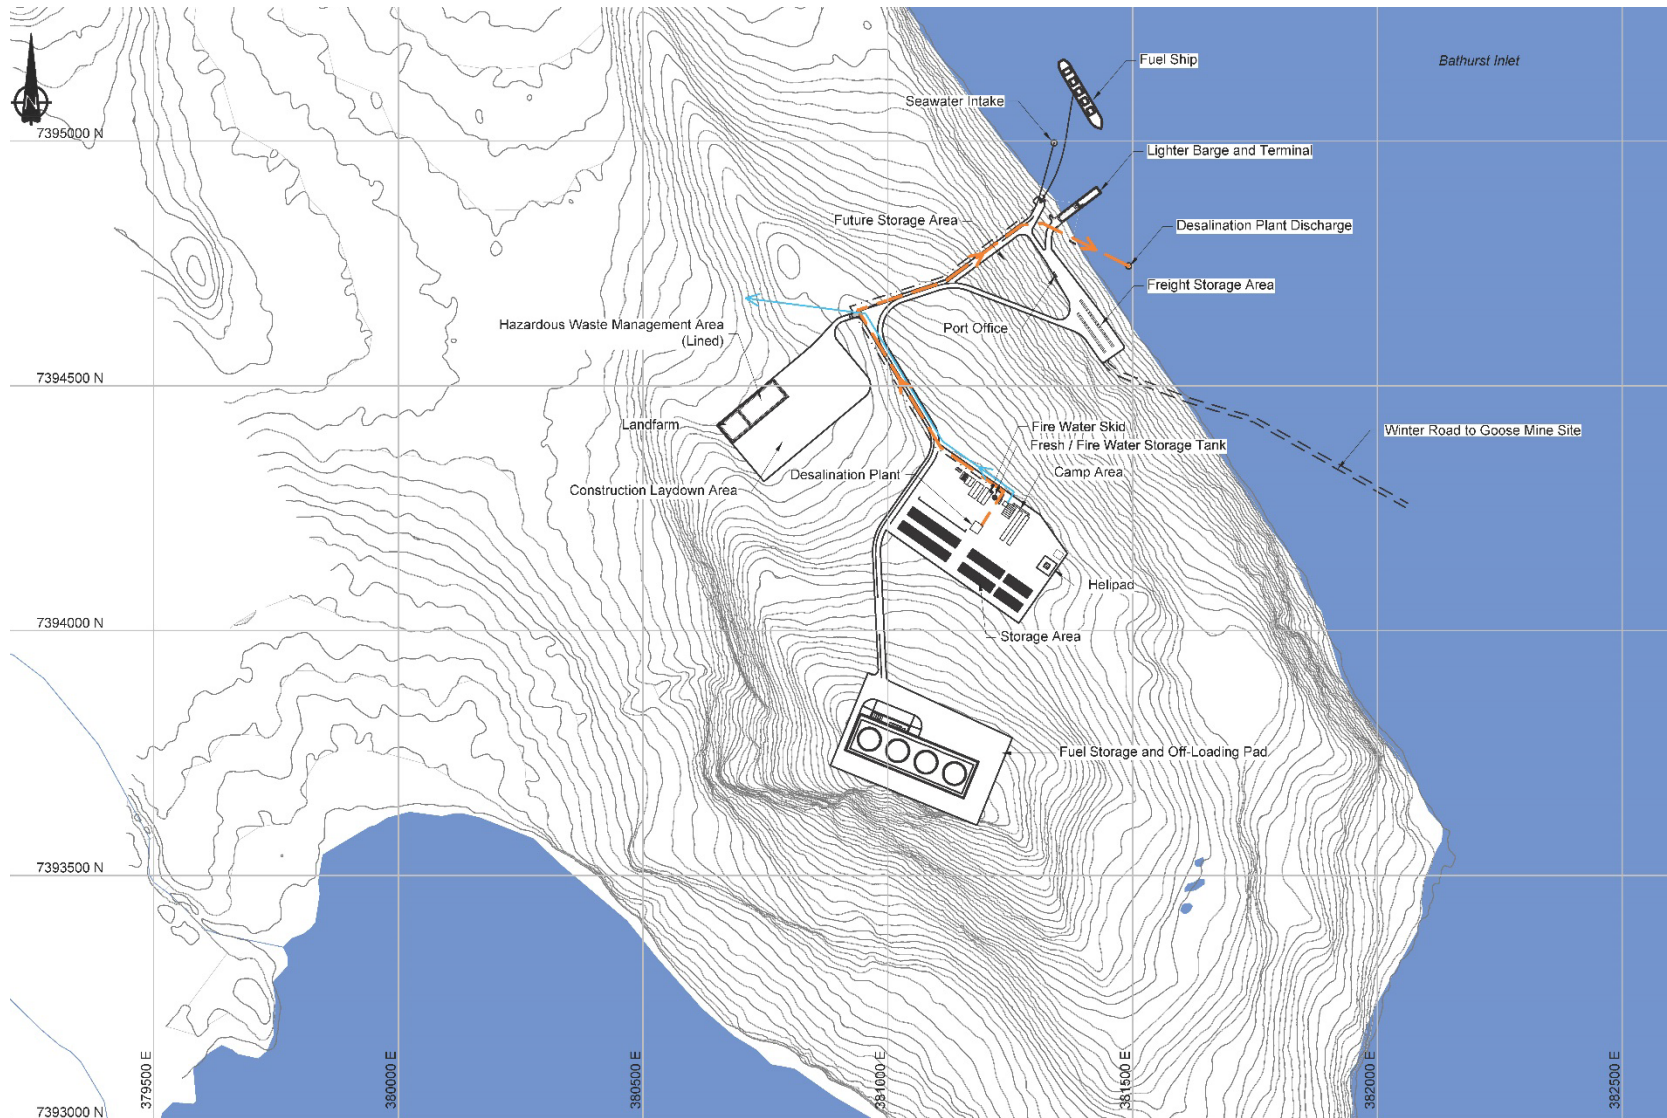 Fuel Ship
Bathurst Inlet
Seawater Intake
N
7395000 N
Lighter Barge and Terminal
Future Storage Area
Desalination Plant Discharge
Freight Storage Area
Hazardous Waste Management Area
(Lined)
Port Office
7394500 N
Landfarm
Fire Water Skid
Winter Road to Goose Mine Site
Fresh / Fire Water Storage Tank
Desalination Plant
Camp Area
Construction Laydown Area
Helipad
7394000 N
Storage Area
Fuel Storage and Off-Loading Pad
7393500 N
379500 E
380000 E
380500 E
381000 E
381500 E
382000 E
382500 E
7393000 N